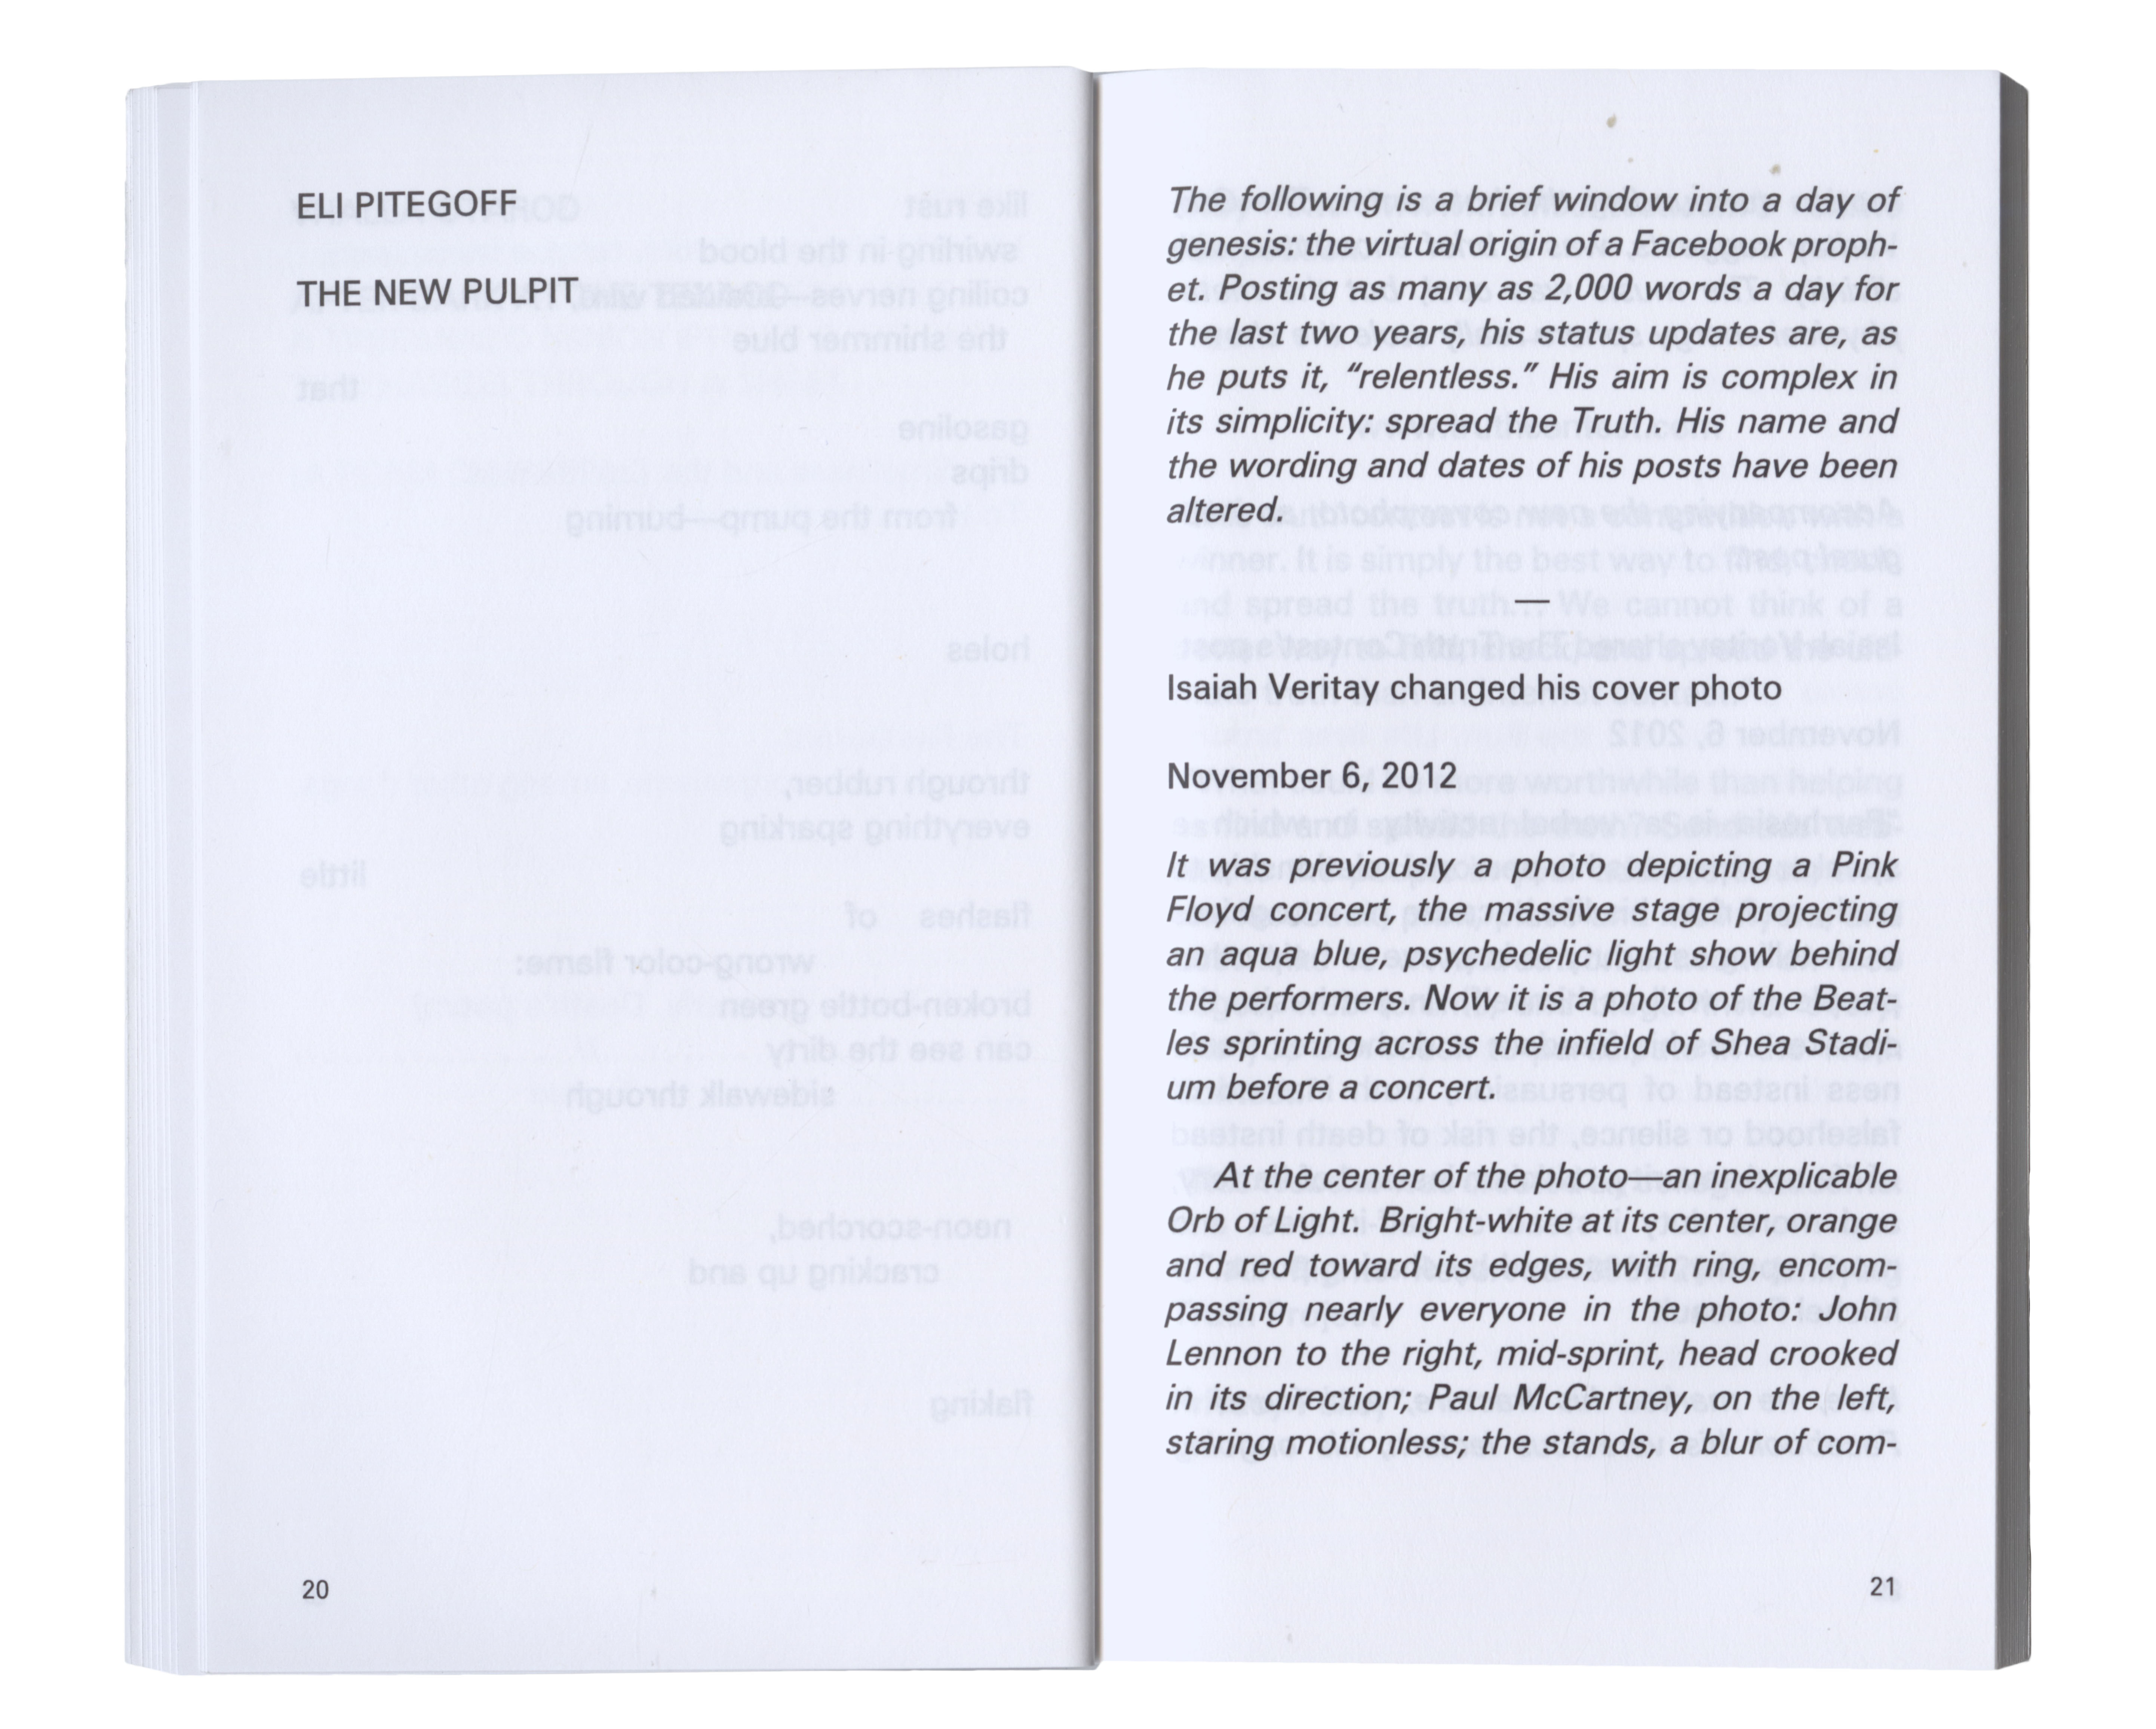 ELI PITEGOFF
THE NEW PULPIT
20
The following is a brief window into a day of
genesis: the virtual origin of a Facebook proph-
et. Posting as many as 2,000 words a day for
the last two years, his status updates are, as
he puts it, “relentless.” His aim is complex in
its simplicity: spread the Truth. His name and
the wording and dates of his posts have been
altered.
—
Isaiah Veritay changed his cover photo
November 6, 2012
It was previously a photo depicting a Pink
Floyd concert, the massive stage projecting
an aqua blue, psychedelic light show behind
the performers. Now it is a photo of the Beat-
les sprinting across the infield of Shea Stadi-
um before a concert.
At the center of the photo—an inexplicable
Orb of Light. Bright-white at its center, orange
and red toward its edges, with ring, encom-
passing nearly everyone in the photo: John
Lennon to the right, mid-sprint, head crooked
in its direction; Paul McCartney, on the left,
staring motionless; the stands, a blur of com-
21